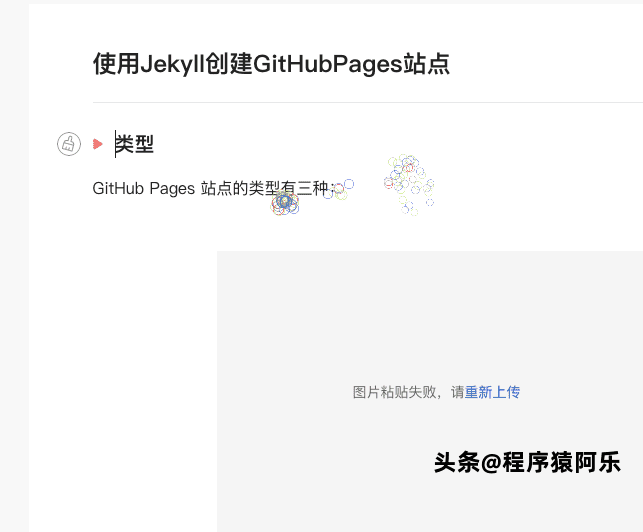 使用Jekyll创建GitHubPages站点
类型
GitHub Pages 站点的类型有三种：
图片粘贴失败，请重新上传
头条@程序猿阿乐